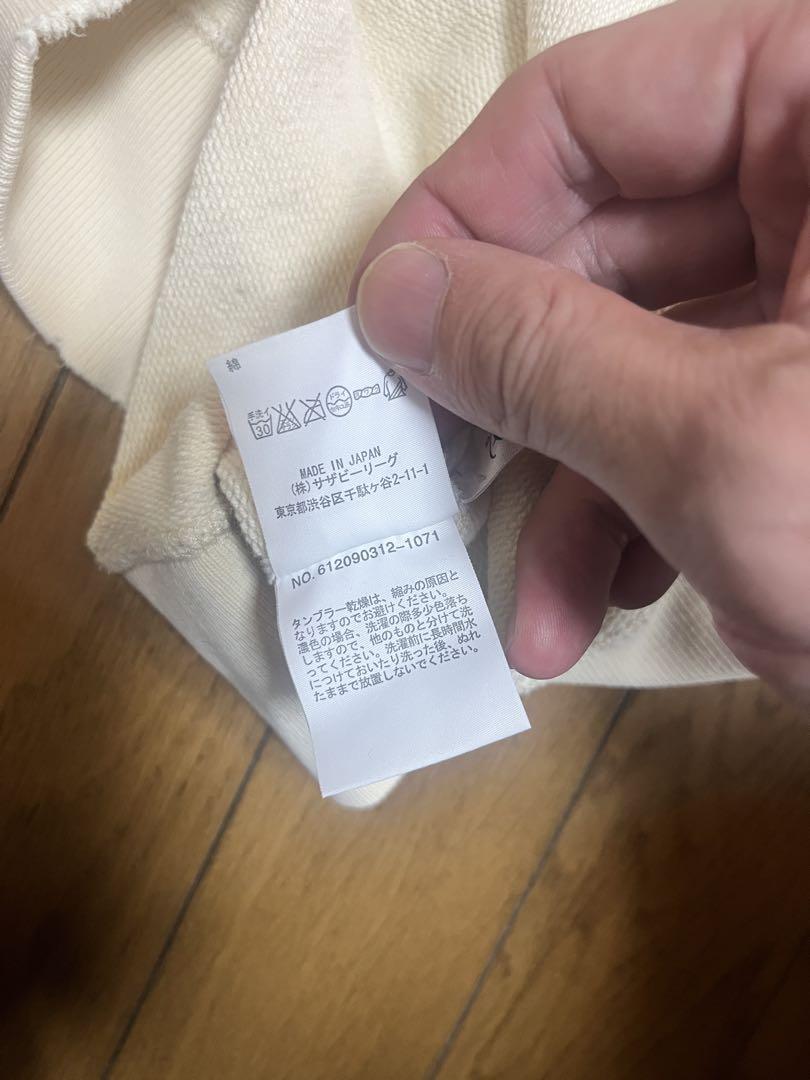 綿
手洗イ
30
ドライ
MADE IN JAPAN
(株)サザビーリーグ
東京都渋谷区千駄ヶ谷2-11-1
NO. 612090312-1071
タンブラー乾燥は、縮みの原因と
なりますのでお避けください。
濃色の場合、洗濯の際多少色落ち
しますので、他のものと分けて洗
ってください。洗濯前に長時間水
につけておいたり洗った後、ぬれ
たままで放置しないでください。